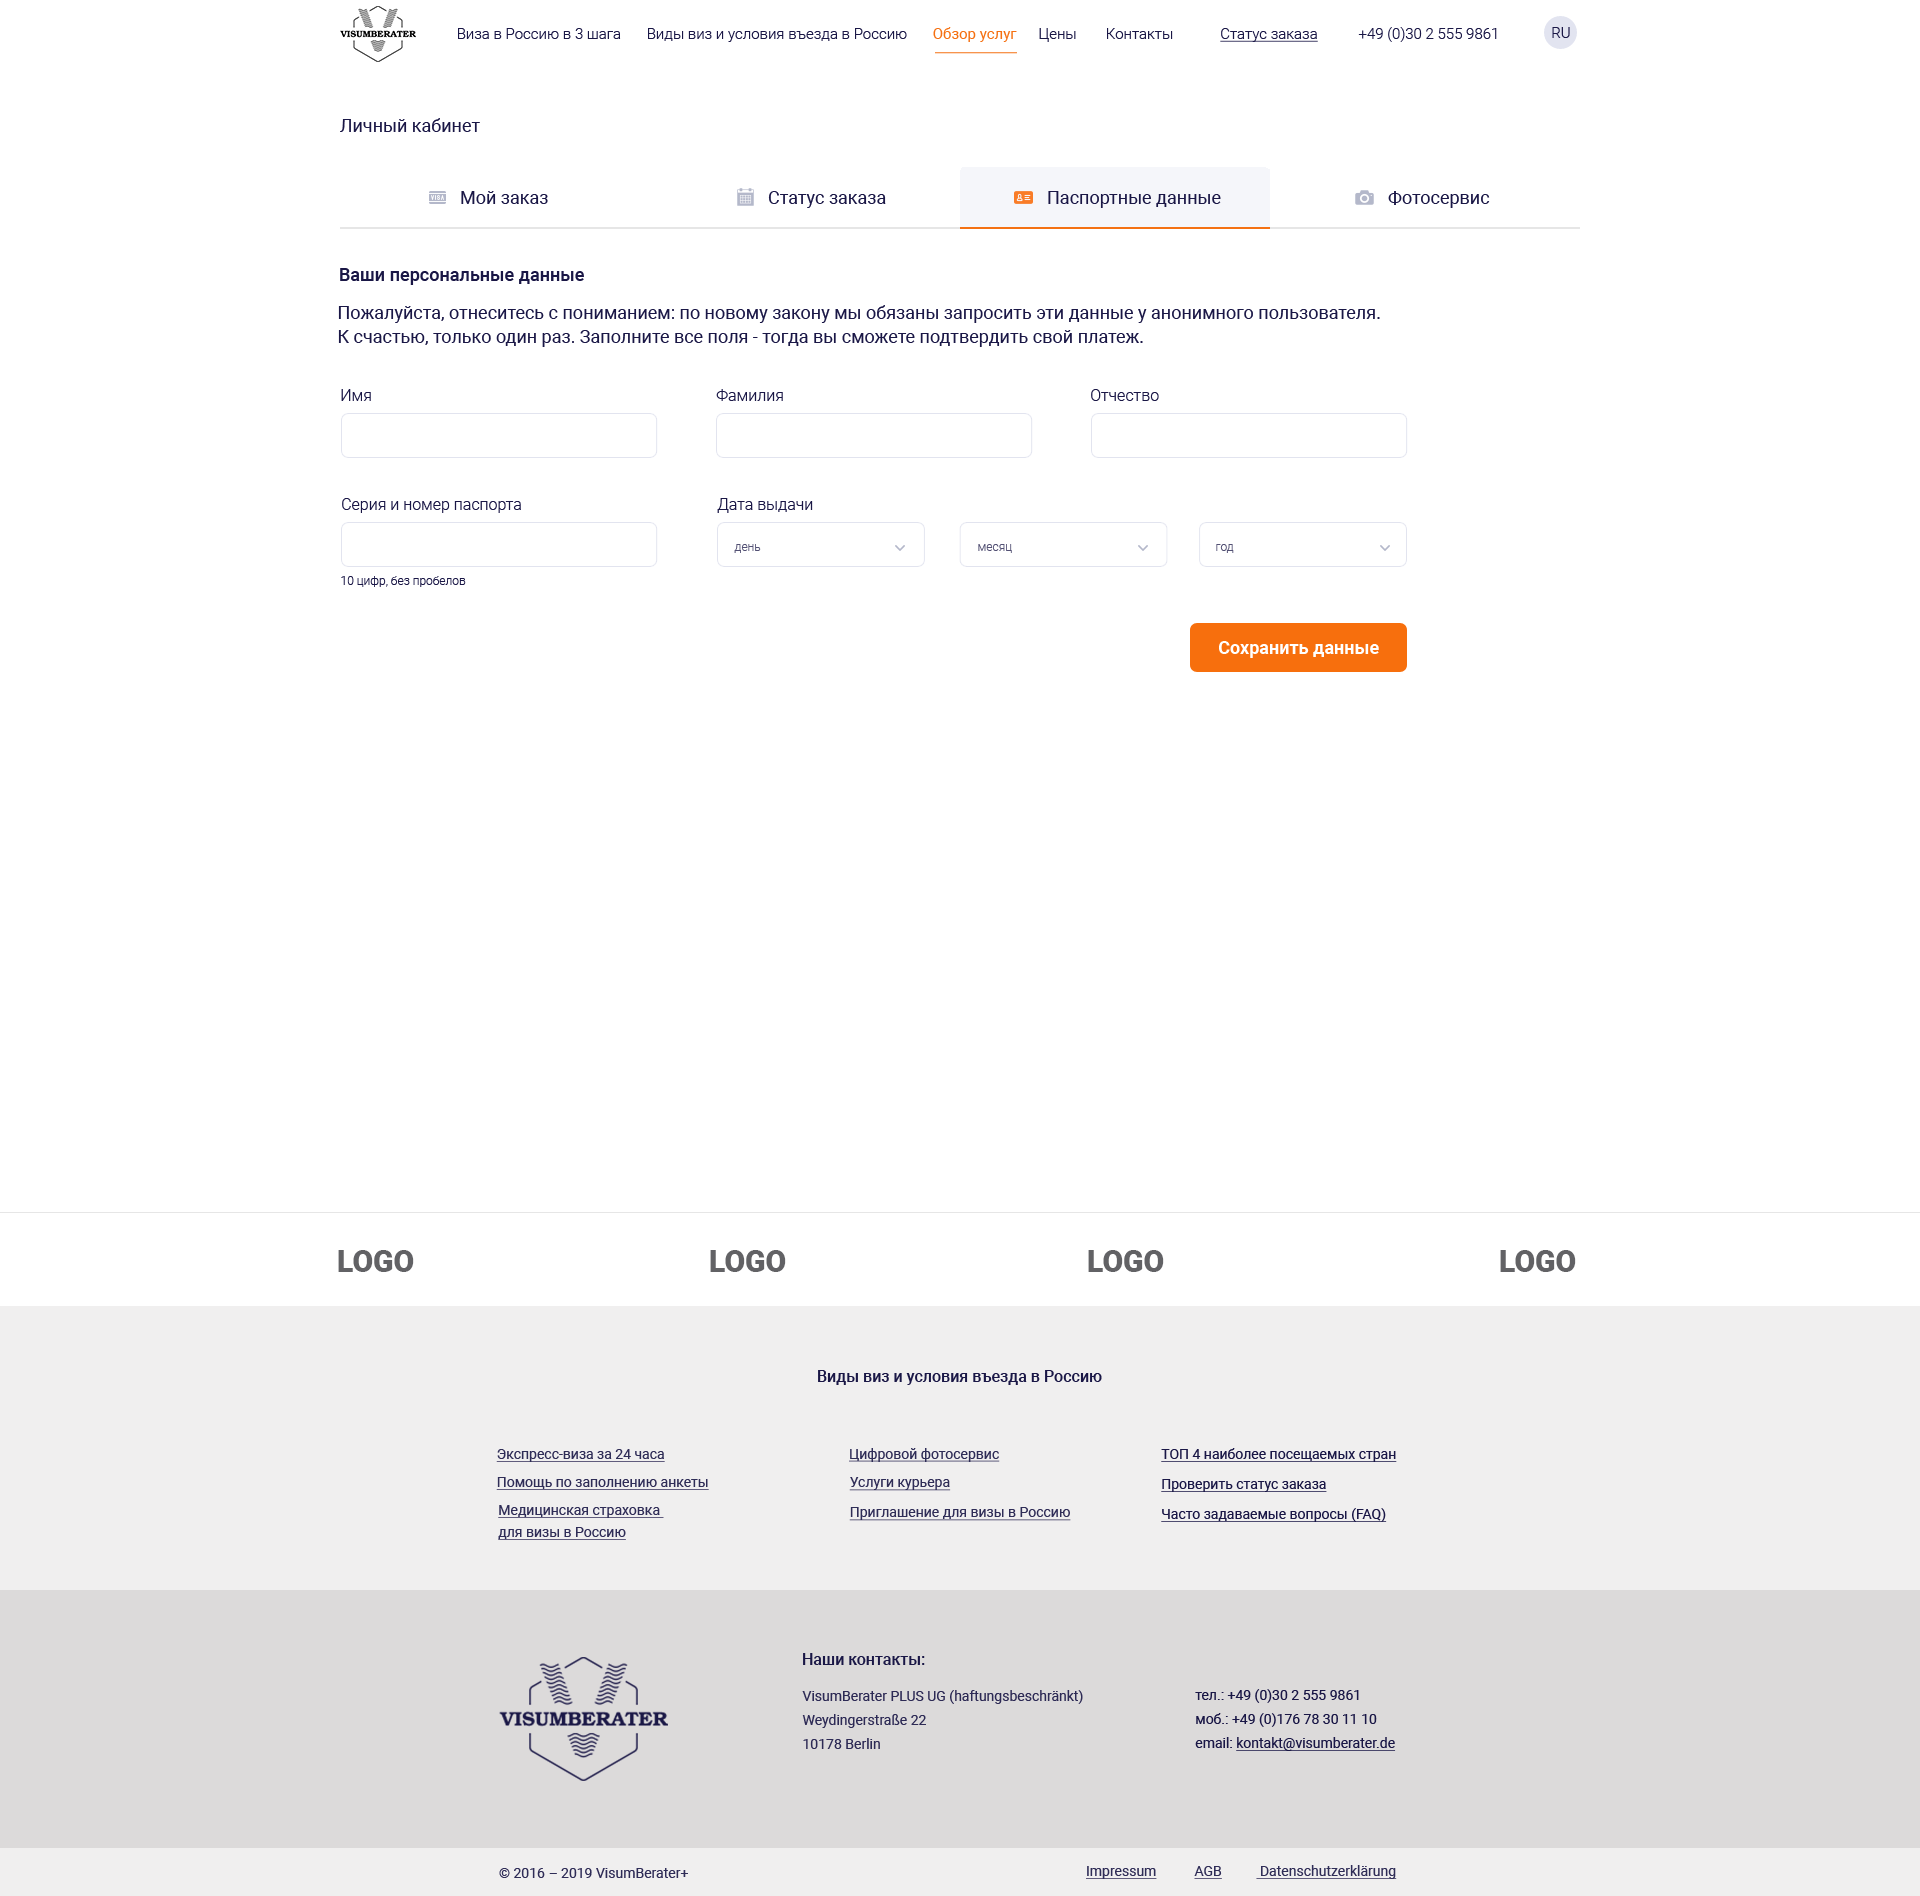 VISUMBERATER
Виза в Россию в 3 шага
Виды виз и условия въезда в Россию
Обзор услуг
Цены
Контакты
Статус заказа
+49 (0)30 2 555 9861
RU
Личный кабинет
VISA
Мой заказ
Статус заказа
Паспортные данные
Фотосервис
Ваши персональные данные
Пожалуйста, отнеситесь с пониманием: по новому закону мы обязаны запросить эти данные у анонимного пользователя.
К счастью, только один раз. Заполните все поля - тогда вы сможете подтвердить свой платеж.
Имя
Фамилия
Отчество
Серия и номер паспорта
Дата выдачи
день
месяц
год
10 цифр, без пробелов
Сохранить данные
LOGO
LOGO
LOGO
LOGO
Виды виз и условия въезда в Россию
Экспресс-виза за 24 часа
Помощь по заполнению анкеты
Медицинская страховка
для визы в Россию
Цифровой фотосервис
Услуги курьера
Приглашение для визы в Россию
ТОП 4 наиболее посещаемых стран
Проверить статус заказа
Часто задаваемые вопросы (FAQ)
VISUMBERATER
Наши контакты:
VisumBerater PLUS UG (haftungsbeschränkt)
Weydingerstraße 22
10178 Berlin
тел.: +49 (0)30 2 555 9861
моб.: +49 (0)176 78 30 11 10
email: kontakt@visumberater.de
© 2016 – 2019 VisumBerater+
Impressum
AGB
Datenschutzerklärung